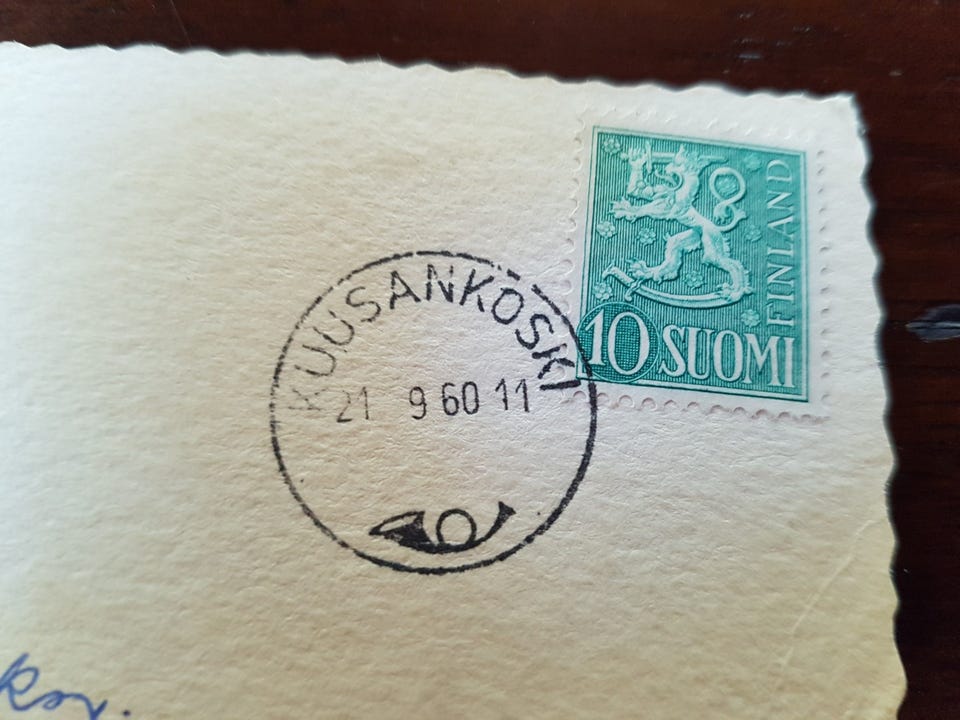 KUUSANKOSKI
21 9 60 11
FINLAND
10 SUOMI